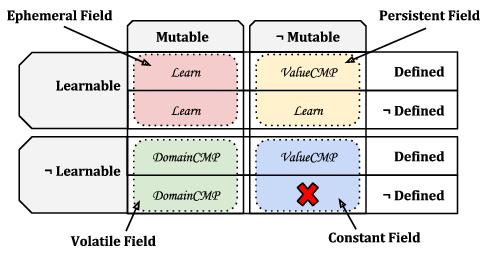 Ephemeral Field
Persistent Field
Mutable
¬ Mutable
Learnable
Learn
ValueCMP
Defined
Learn
Learn
¬ Defined
¬ Learnable
DomainCMP
ValueCMP
Defined
DomainCMP
¬ Defined
Volatile Field
Constant Field